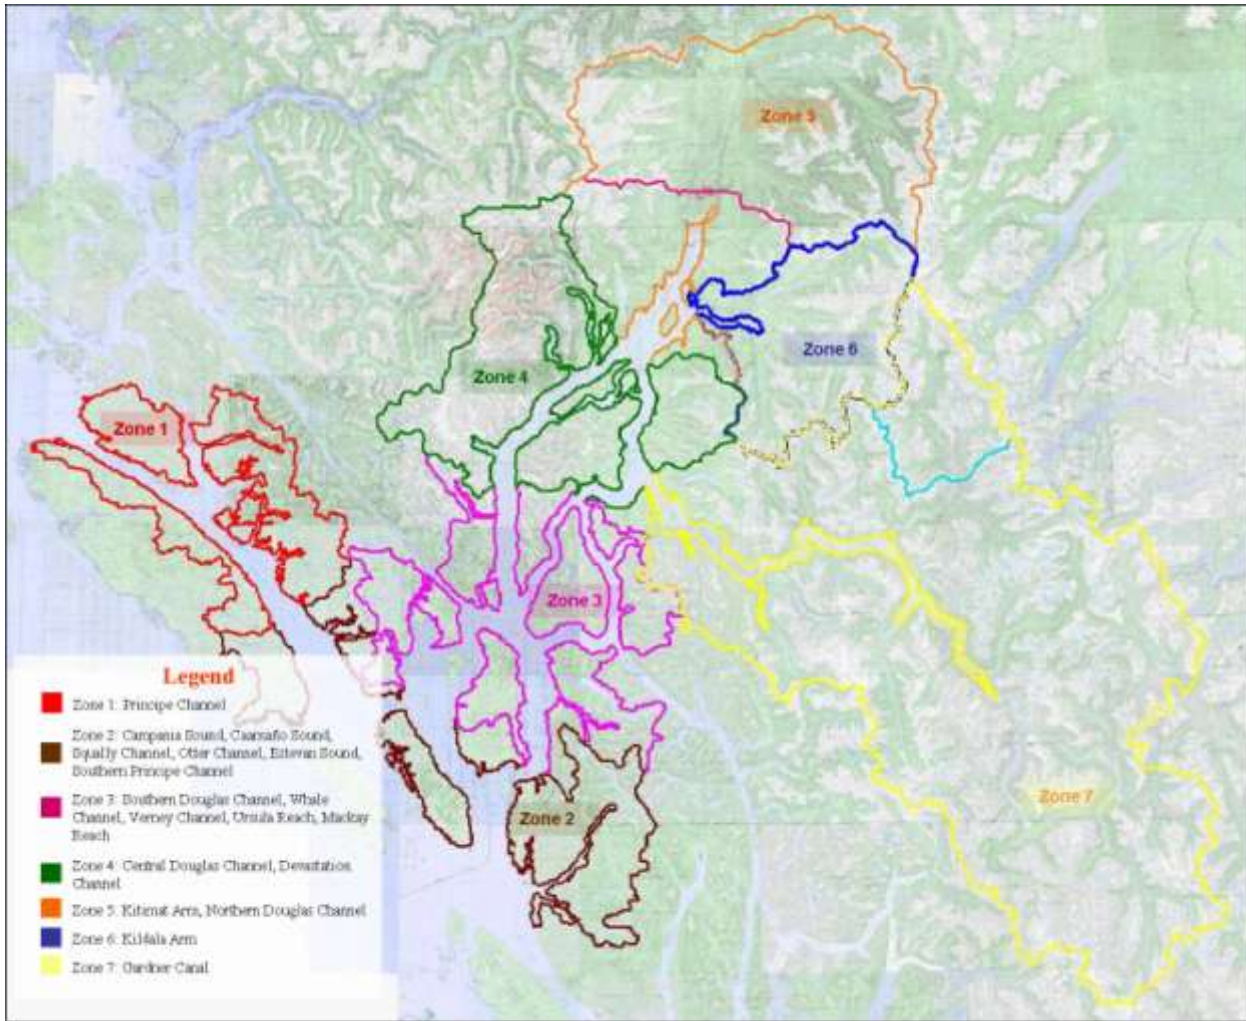 Zone 5
Zone 6
Zone 4
Zone 1
Zone 3
Zone 7
Zone 2
Legend
Zone 1: Principe Channel
Zone 2: Campania Sound, Caamaño Sound,
Squally Channel, Otter Channel, Estevan Sound,
Southern Principe Channel
Zone 3: Southern Douglas Channel, Whale
Channel, Verney Channel, Ursula Reach, Mackay
Reach
Zone 4: Central Douglas Channel, Devastation
Channel
Zone 5: Kitimat Arm, Northern Douglas Channel
Zone 6: Kildala Arm
Zone 7: Gardner Canal